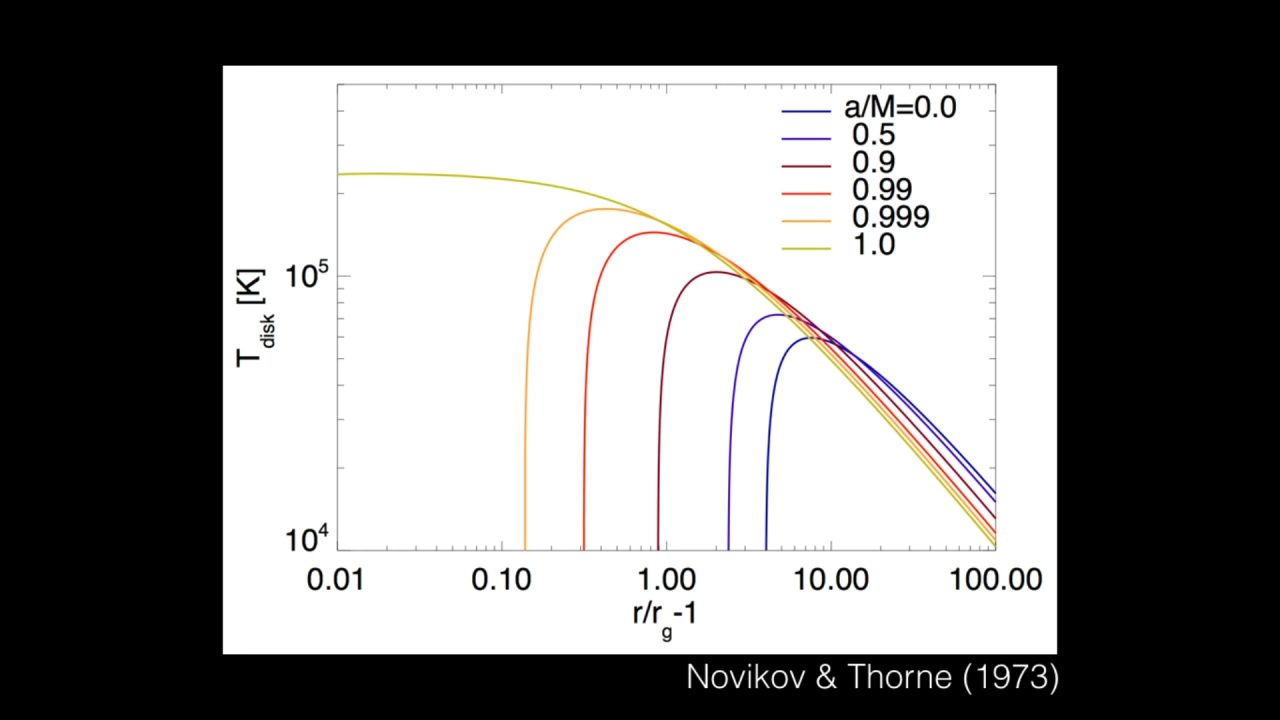 a/M=0.0
0.5
0.9
0.99
0.999
1.0
T_disk [K]
10^5
10^4
0.01 0.10 1.00 10.00 100.00
r/r_g-1
Novikov & Thorne (1973)